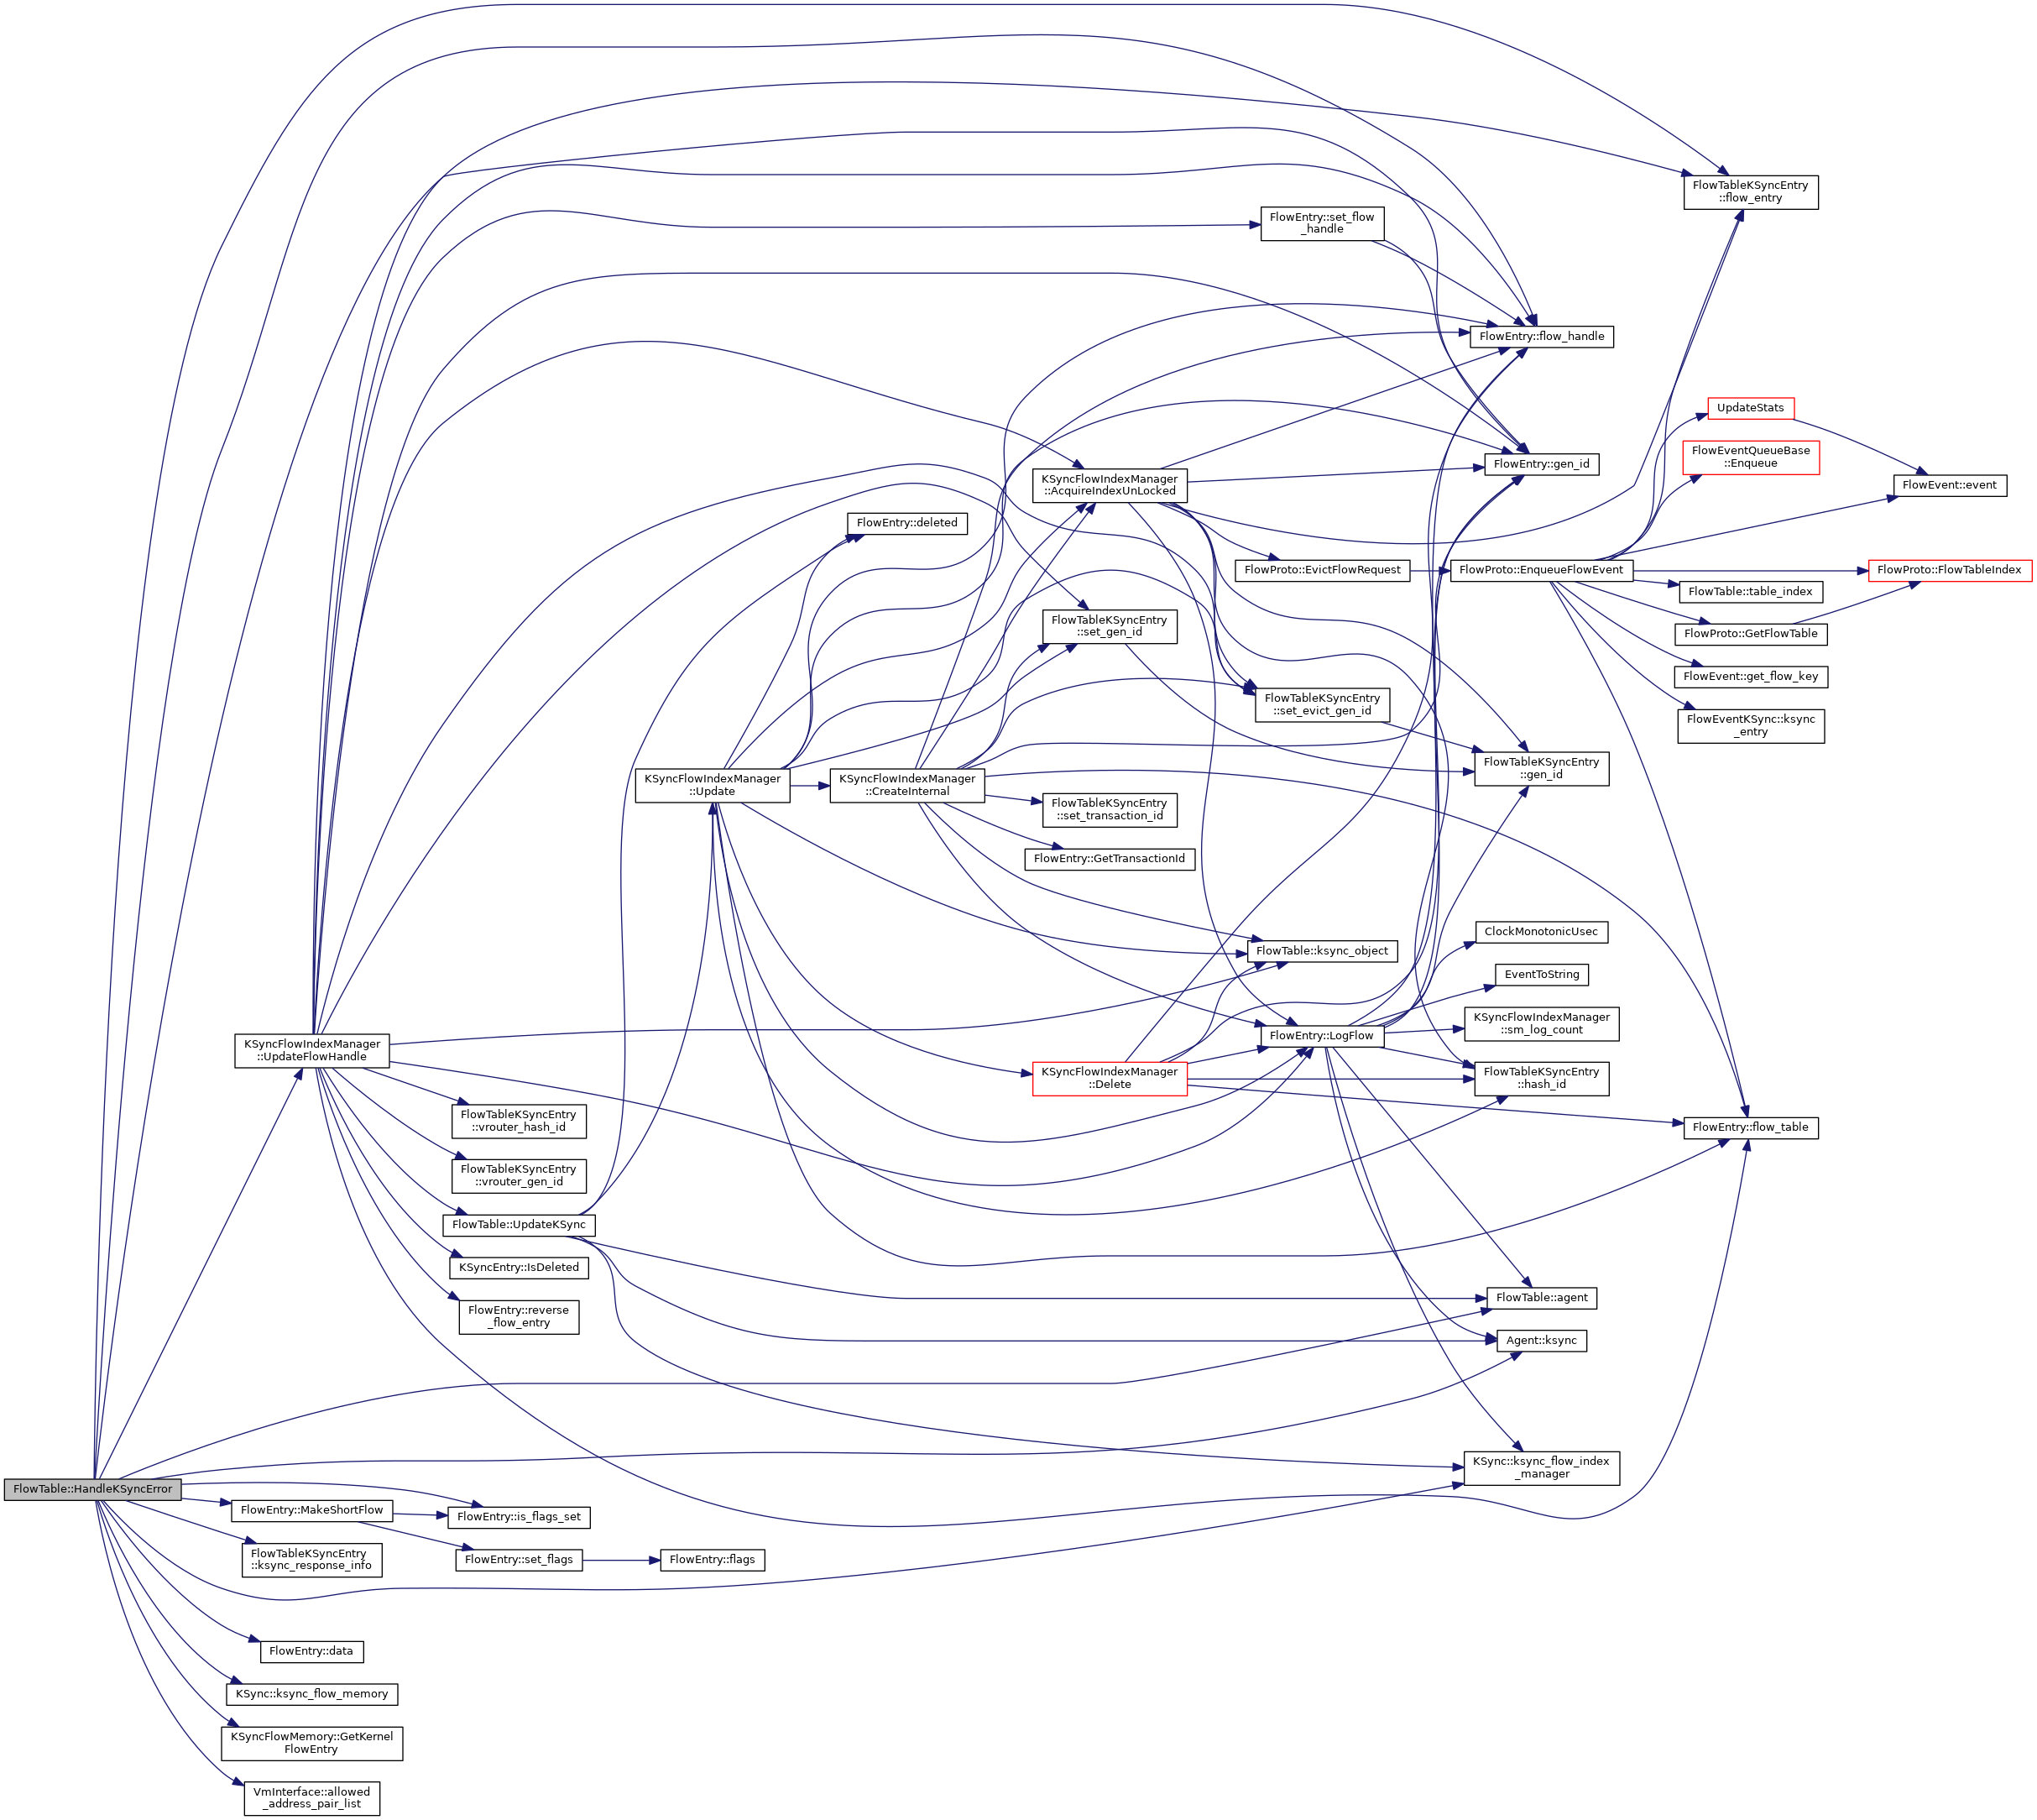 FlowTableKSyncEntry
::flow_entry
FlowEntry::set_flow
_handle
FlowEntry::flow_handle
UpdateStats
FlowEventQueueBase
::Enqueue
FlowEntry::gen_id
KSyncFlowIndexManager
::AcquireIndexUnLocked
FlowEvent::event
FlowEntry::deleted
FlowProto::EvictFlowRequest
FlowProto::EnqueueFlowEvent
FlowProto::FlowTableIndex
FlowTable::table_index
FlowTableKSyncEntry
::set_gen_id
FlowProto::GetFlowTable
FlowEvent::get_flow_key
FlowTableKSyncEntry
::set_evict_gen_id
FlowEventKSync::ksync
_entry
FlowTableKSyncEntry
::gen_id
KSyncFlowIndexManager
::Update
KSyncFlowIndexManager
::CreateInternal
FlowTableKSyncEntry
::set_transaction_id
FlowEntry::GetTransactionId
ClockMonotonicUsec
FlowTable::ksync_object
EventToString
KSyncFlowIndexManager
::sm_log_count
FlowEntry::LogFlow
KSyncFlowIndexManager
::UpdateFlowHandle
KSyncFlowIndexManager
::Delete
FlowTableKSyncEntry
::hash_id
FlowTableKSyncEntry
::vrouter_hash_id
FlowEntry::flow_table
FlowTableKSyncEntry
::vrouter_gen_id
FlowTable::UpdateKSync
KSyncEntry::IsDeleted
FlowTable::agent
FlowEntry::reverse
_flow_entry
Agent::ksync
KSync::ksync_flow_index
_manager
FlowTable::HandleKSyncError
FlowEntry::MakeShortFlow
FlowEntry::is_flags_set
FlowTableKSyncEntry
::ksync_response_info
FlowEntry::set_flags
FlowEntry::flags
FlowEntry::data
KSync::ksync_flow_memory
KSyncFlowMemory::GetKernel
FlowEntry
VmInterface::allowed
_address_pair_list